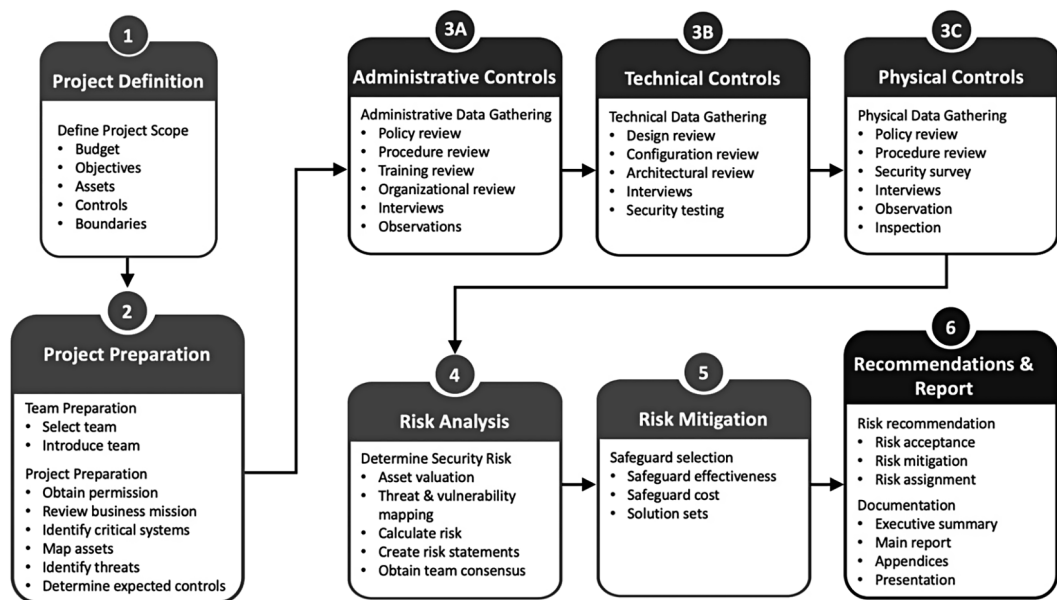 1
Project Definition
Define Project Scope
• Budget
• Objectives
• Assets
• Controls
• Boundaries
2
Project Preparation
Team Preparation
• Select team
• Introduce team
Project Preparation
• Obtain permission
• Review business mission
• Identify critical systems
• Map assets
• Identify threats
• Determine expected controls
3A
Administrative Controls
Administrative Data Gathering
• Policy review
• Procedure review
• Training review
• Organizational review
• Interviews
• Observations
3B
Technical Controls
Technical Data Gathering
• Design review
• Configuration review
• Architectural review
• Interviews
• Security testing
3C
Physical Controls
Physical Data Gathering
• Policy review
• Procedure review
• Security survey
• Interviews
• Observation
• Inspection
4
Risk Analysis
Determine Security Risk
• Asset valuation
• Threat & vulnerability
mapping
• Calculate risk
• Create risk statements
• Obtain team consensus
5
Risk Mitigation
Safeguard selection
• Safeguard effectiveness
• Safeguard cost
• Solution sets
6
Recommendations &
Report
Risk recommendation
• Risk acceptance
• Risk mitigation
• Risk assignment
Documentation
• Executive summary
• Main report
• Appendices
• Presentation